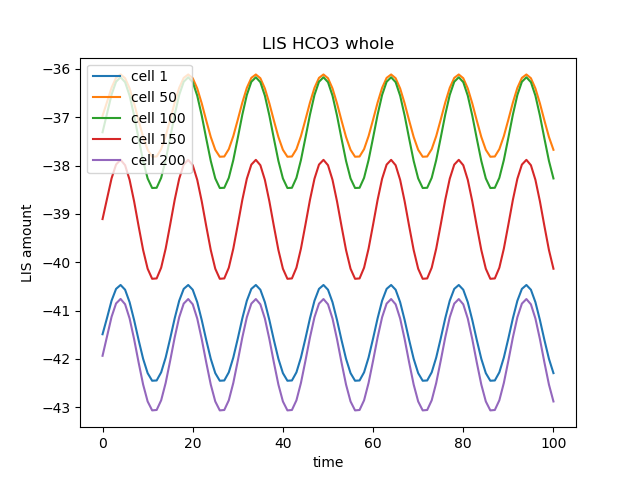 LIS HCO3 whole
cell 1
cell 50
cell 100
cell 150
cell 200
LIS amount
−36
−37
−38
−39
−40
−41
−42
−43
0 20 40 60 80 100
time